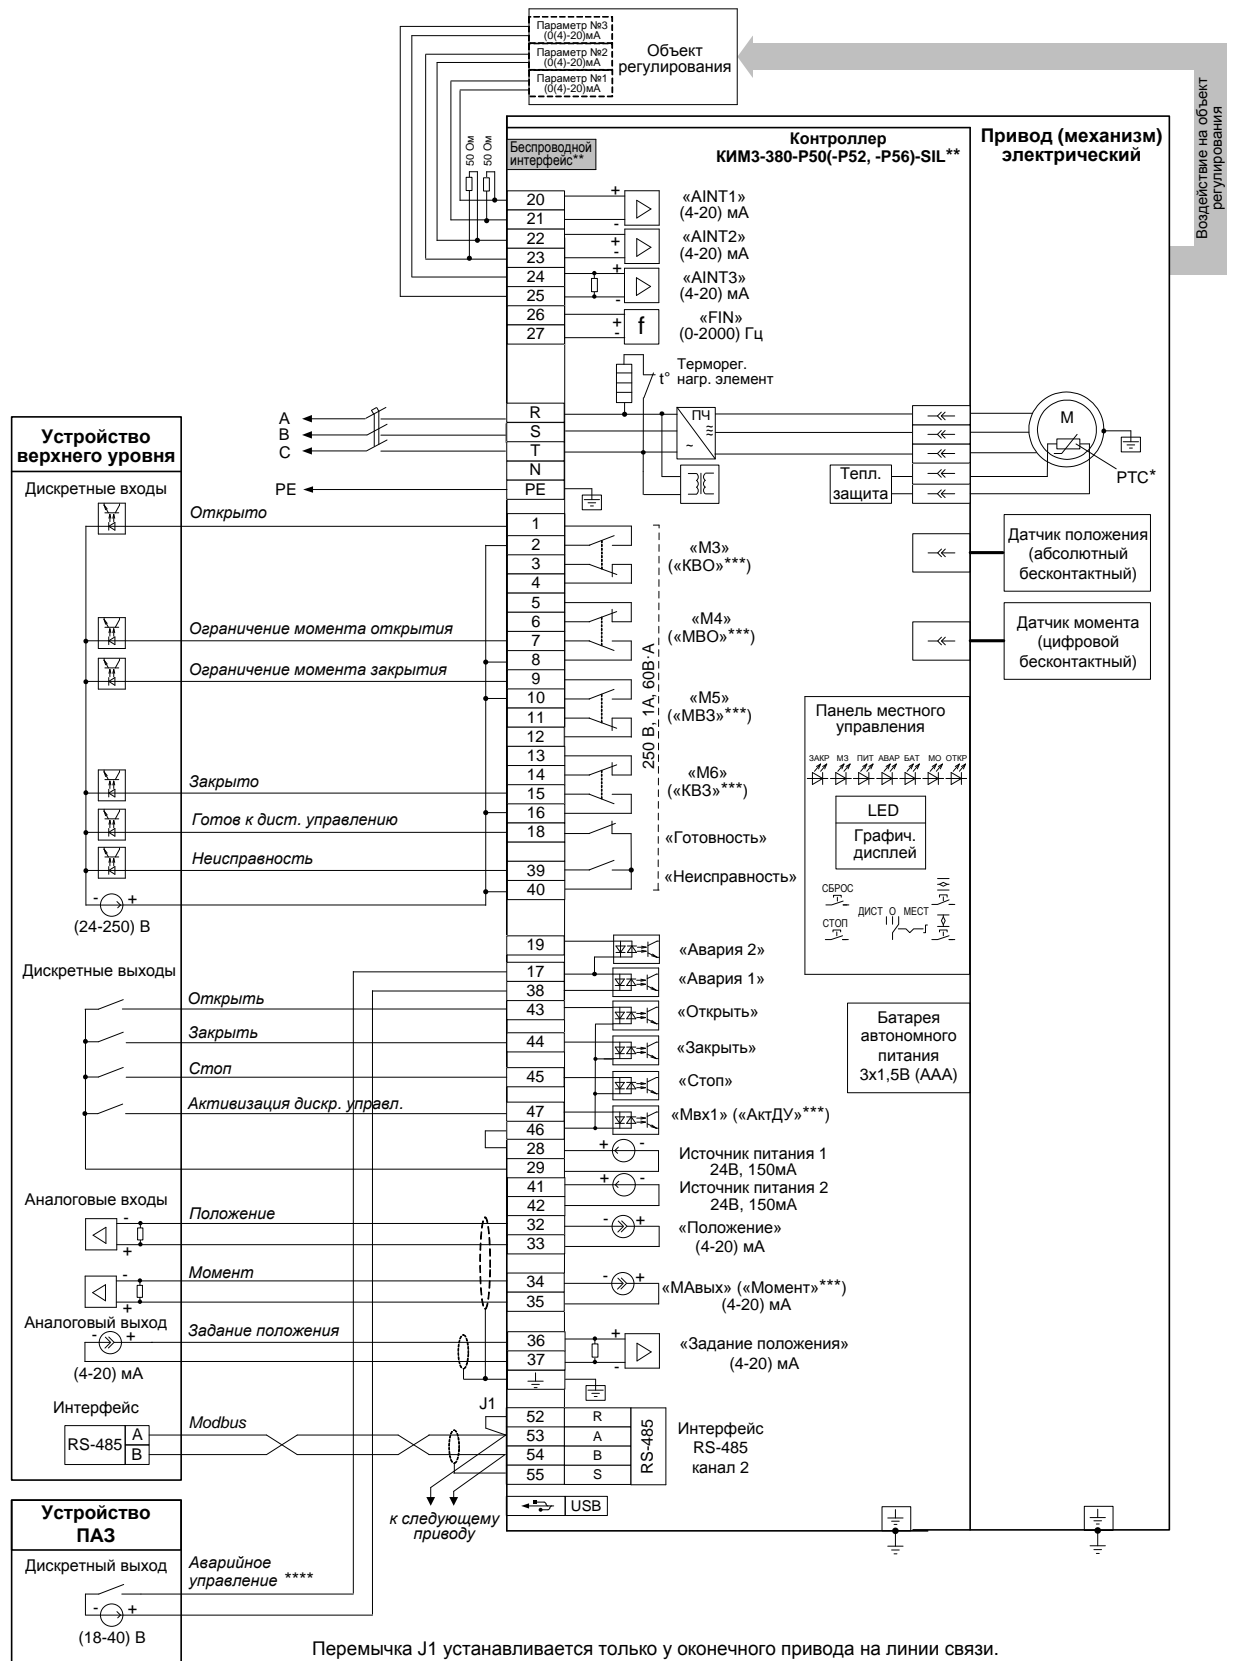 Параметр №3
(0(4)-20)мА
Параметр №2
(0(4)-20)мА
Параметр №1
(0(4)-20)мА
Объект
регулирования
Воздействие на объект
регулирования
50 Ом
50 Ом
Беспроводной
интерфейс**
Контроллер
КИМ3-380-Р50(-Р52, -Р56)-SIL**
Привод (механизм)
электрический
20
21
22
23
24
25
26
27
+
-
«AINT1»
(4-20) мА
+
-
«AINT2»
(4-20) мА
+
-
«AINT3»
(4-20) мА
+
-
f
«FIN»
(0-2000) Гц
t°
Терморег.
нагр. элемент
A
B
C
PE
R
S
T
N
PE
ПЧ
≈
~
Тепл.
защита
М
РТС*
Устройство
верхнего уровня
Дискретные входы
Открыто
Ограничение момента открытия
Ограничение момента закрытия
Закрыто
Готов к дист. управлению
Неисправность
- +
(24-250) В
1
2
3
4
5
6
7
8
9
10
11
12
13
14
15
16
18
39
40
«М3»
(«КВО»***)
«М4»
(«МВО»***)
«М5»
(«МВЗ»***)
«М6»
(«КВЗ»***)
«Готовность»
«Неисправность»
250 В, 1А, 60В·А
Датчик положения
(абсолютный
бесконтактный)
Датчик момента
(цифровой
бесконтактный)
Панель местного
управления
ЗАКР МЗ ПИТ АВАР БАТ МО ОТКР
LED
Графич.
дисплей
СБРОС
СТОП
ДИСТ О МЕСТ
Батарея
автономного
питания
3х1,5В (ААА)
Дискретные выходы
Открыть
Закрыть
Стоп
Активизация дискр. управл.
19
17
38
43
44
45
47
46
28
29
41
42
32
33
34
35
36
37
«Авария 2»
«Авария 1»
«Открыть»
«Закрыть»
«Стоп»
«Мвх1» («АктДУ»***)
+ -
Источник питания 1
24В, 150мА
+ -
Источник питания 2
24В, 150мА
- +
«Положение»
(4-20) мА
- +
«МАвых» («Момент»***)
(4-20) мА
+
-
«Задание положения»
(4-20) мА
Аналоговые входы
-
+
Положение
-
+
Момент
Аналоговый выход
- +
Задание положения
(4-20) мА
Интерфейс
RS-485
A
B
Modbus
J1
52 R
53 A
54 B
55 S
RS-485
Интерфейс
RS-485
канал 2
USB
к следующему
приводу
Устройство
ПАЗ
Дискретный выход
Аварийное
управление ****
- +
(18-40) В
Перемычка J1 устанавливается только у оконечного привода на линии связи.